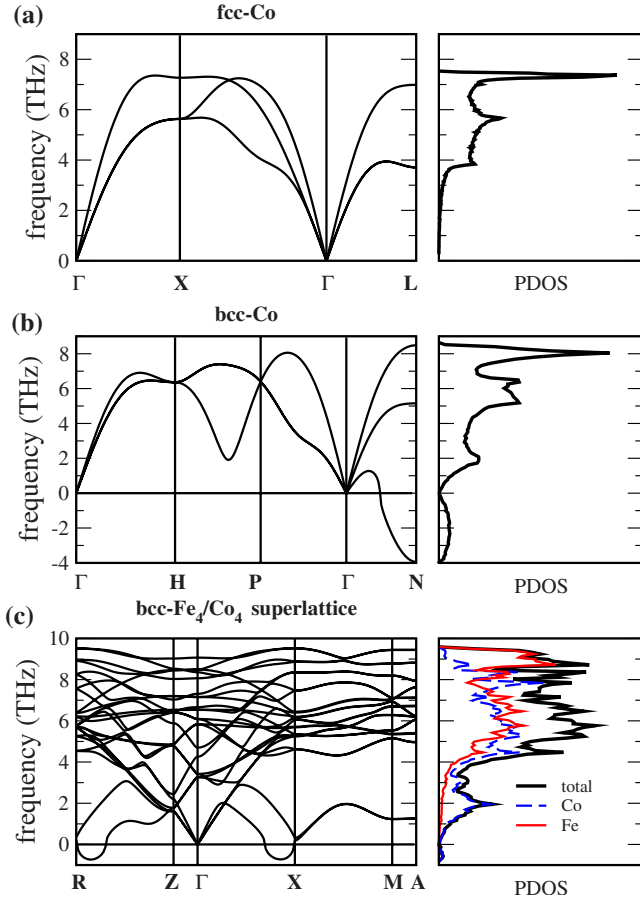 (a)
fcc-Co
8
6
4
2
0
frequency (THz)
Γ X Γ L
PDOS
(b)
bcc-Co
8
6
4
2
0
-2
-4
frequency (THz)
Γ H P Γ N
PDOS
(c)
bcc-Fe4/Co4 superlattice
10
8
6
4
2
0
frequency (THz)
total
Co
Fe
R Z Γ X M A
PDOS